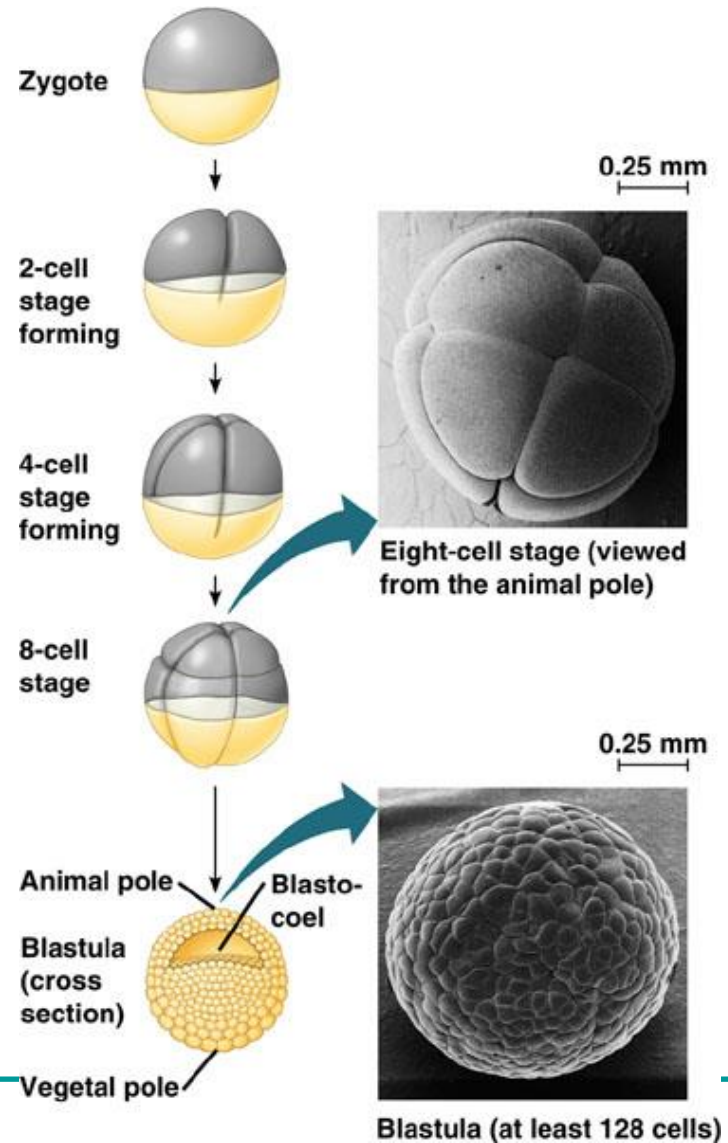 Zygote
0.25 mm
2-cell
stage
forming
4-cell
stage
forming
Eight-cell stage (viewed
from the animal pole)
8-cell
stage
0.25 mm
Animal pole
Blasto-
coel
Blastula
(cross
section)
Vegetal pole
Blastula (at least 128 cells)